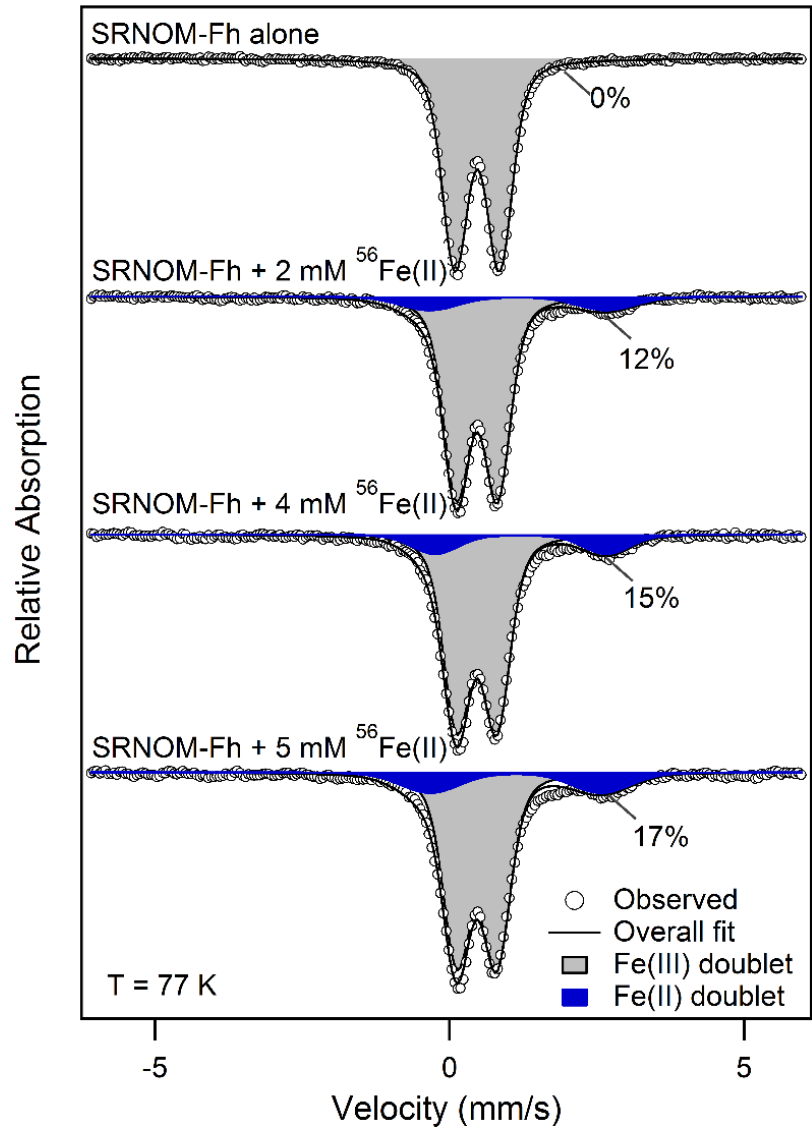 SRNOM-Fh alone
0%
SRNOM-Fh + 2 mM ⁵⁶Fe(II)
12%
SRNOM-Fh + 4 mM ⁵⁶Fe(II)
15%
SRNOM-Fh + 5 mM ⁵⁶Fe(II)
17%
Observed
Overall fit
Fe(III) doublet
Fe(II) doublet
T = 77 K
-5 0 5
Velocity (mm/s)
Relative Absorption